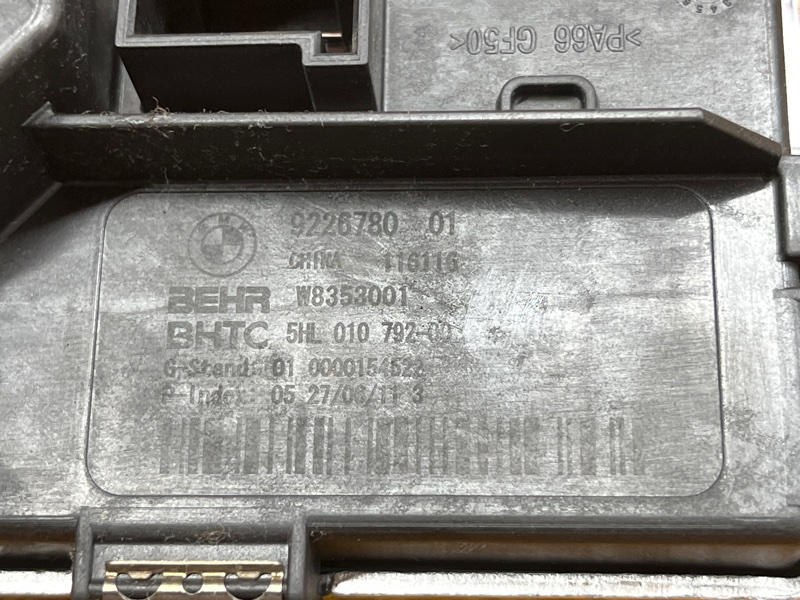 >PA66 GF50<
BMW
9226780 01
CHINA 116116
BEHR W8353001
BHTC 5HL 010 792-00
G-Stand: 01 0000154522
P-Index: 05 27/06/11 3